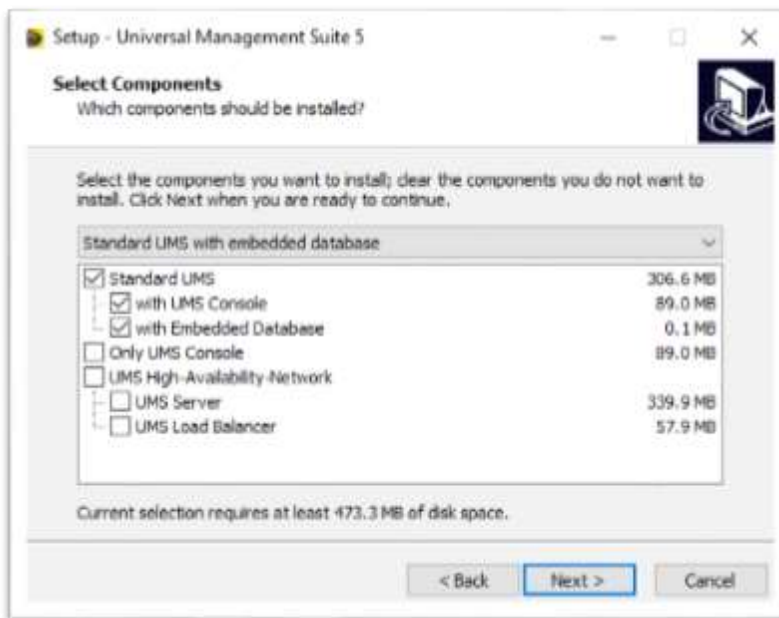 Setup - Universal Management Suite 5
Select Components
Which components should be installed?
Select the components you want to install; clear the components you do not want to
install. Click Next when you are ready to continue.
Standard UMS with embedded database
Standard UMS 306.6 MB
with UMS Console 89.0 MB
with Embedded Database 0.1 MB
Only UMS Console 89.0 MB
UMS High-Availability-Network
UMS Server 339.9 MB
UMS Load Balancer 57.9 MB
Current selection requires at least 473.3 MB of disk space.
< Back Next > Cancel